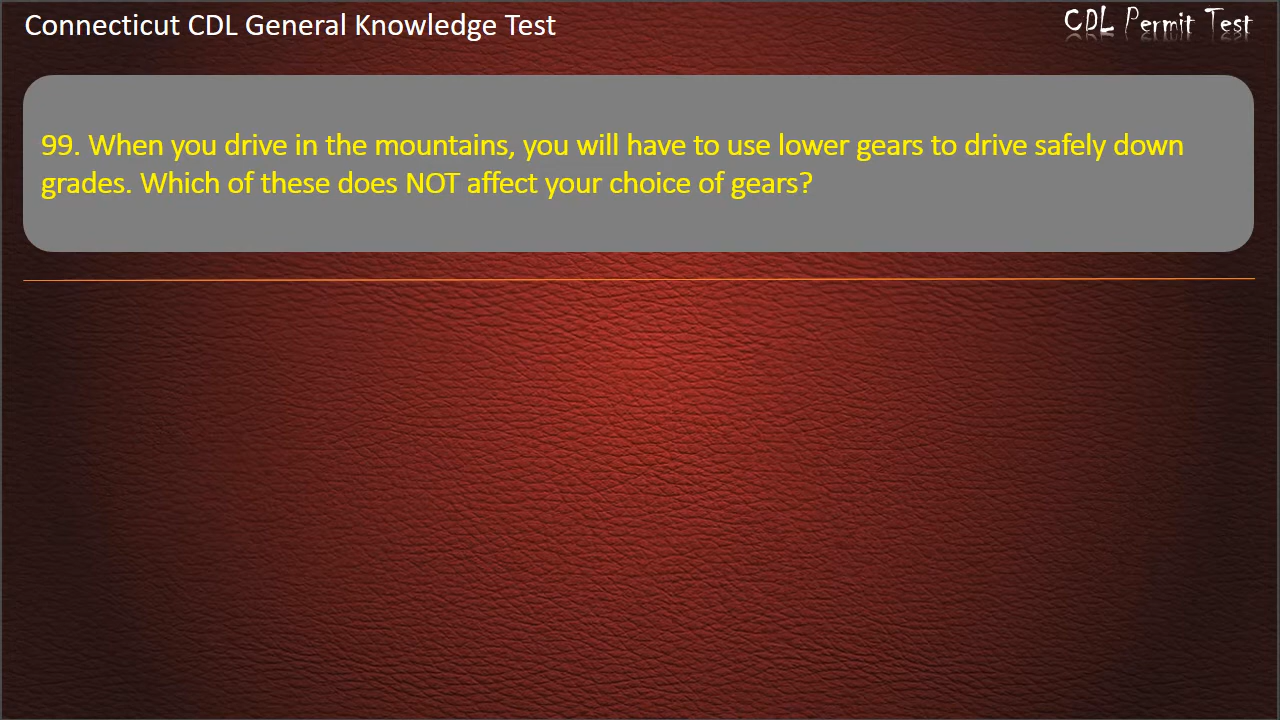 Connecticut CDL General Knowledge Test
CDL Permit Test
99. When you drive in the mountains, you will have to use lower gears to drive safely down
grades. Which of these does NOT affect your choice of gears?